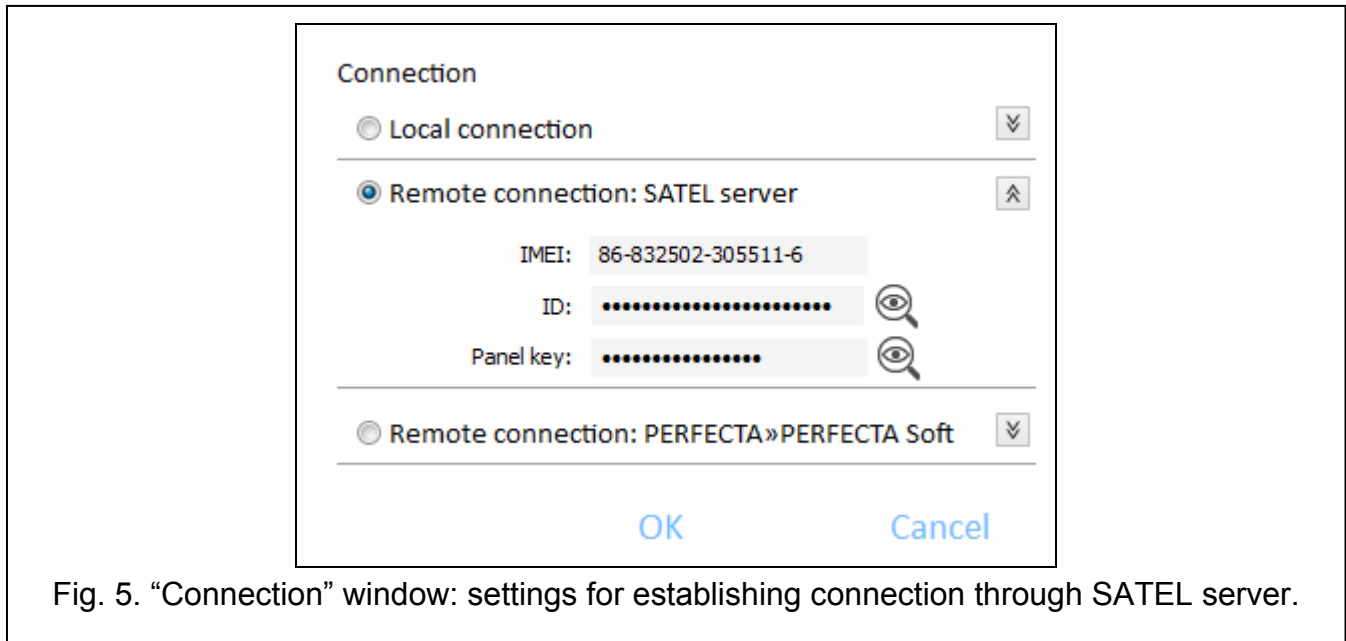 Connection
Local connection
Remote connection: SATEL server
IMEI: 86-832502-305511-6
ID: •••••••••••••••••••••••
Panel key: ••••••••••••••••
Remote connection: PERFECTA»PERFECTA Soft
OK Cancel
Fig. 5. “Connection” window: settings for establishing connection through SATEL server.